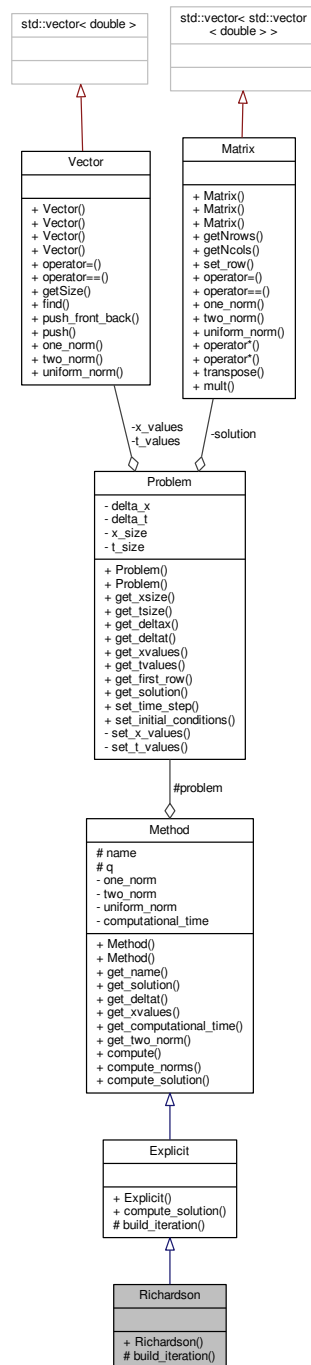 std::vector< double >
std::vector< std::vector
< double > >
Vector
+ Vector()
+ Vector()
+ Vector()
+ Vector()
+ operator=()
+ operator==()
+ getSize()
+ find()
+ push_front_back()
+ push()
+ one_norm()
+ two_norm()
+ uniform_norm()
Matrix
+ Matrix()
+ Matrix()
+ Matrix()
+ getNrows()
+ getNcols()
+ set_row()
+ operator=()
+ operator==()
+ one_norm()
+ two_norm()
+ uniform_norm()
+ operator*()
+ operator*()
+ transpose()
+ mult()
-x_values
-t_values
-solution
Problem
- delta_x
- delta_t
- x_size
- t_size
+ Problem()
+ Problem()
+ get_xsize()
+ get_tsize()
+ get_deltax()
+ get_deltat()
+ get_xvalues()
+ get_tvalues()
+ get_first_row()
+ get_solution()
+ set_time_step()
+ set_initial_conditions()
- set_x_values()
- set_t_values()
#problem
Method
# name
# q
- one_norm
- two_norm
- uniform_norm
- computational_time
+ Method()
+ Method()
+ get_name()
+ get_solution()
+ get_deltat()
+ get_xvalues()
+ get_computational_time()
+ get_two_norm()
+ compute()
+ compute_norms()
+ compute_solution()
Explicit
+ Explicit()
+ compute_solution()
# build_iteration()
Richardson
+ Richardson()
# build_iteration()